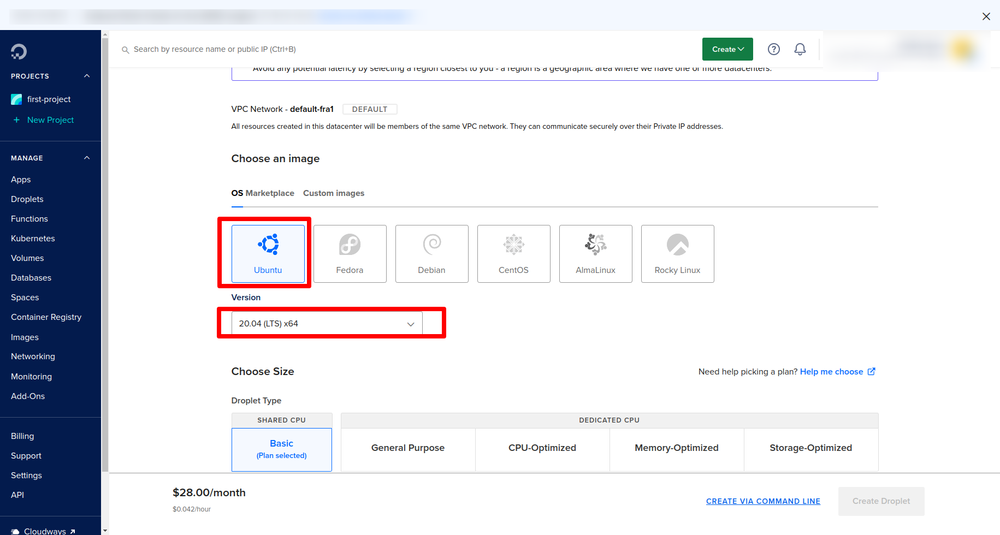 Search by resource name or public IP (Ctrl+B)
Create
PROJECTS
first-project
+ New Project
MANAGE
Apps
Droplets
Functions
Kubernetes
Volumes
Databases
Spaces
Container Registry
Images
Networking
Monitoring
Add-Ons
Billing
Support
Settings
API
Cloudways
Avoid any potential latency by selecting a region closest to you - a region is a geographic area where we have one or more datacenters.
VPC Network - default-fra1 DEFAULT
All resources created in this datacenter will be members of the same VPC network. They can communicate securely over their Private IP addresses.
Choose an image
OS Marketplace Custom images
Ubuntu Fedora Debian CentOS AlmaLinux Rocky Linux
Version
20.04 (LTS) x64
Choose Size
Need help picking a plan? Help me choose
Droplet Type
SHARED CPU DEDICATED CPU
Basic
(Plan selected)
General Purpose CPU-Optimized Memory-Optimized Storage-Optimized
$28.00/month
$0.042/hour
CREATE VIA COMMAND LINE
Create Droplet